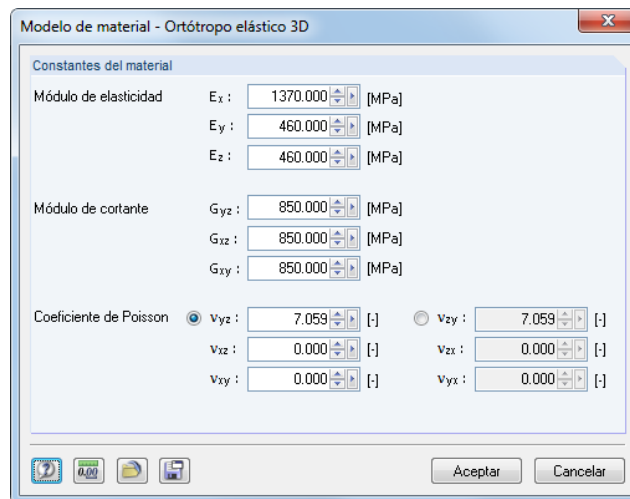 Modelo de material - Ortótropo elástico 3D
Constantes del material
Módulo de elasticidad Ex : 1370.000 [MPa]
Ey : 460.000 [MPa]
Ez : 460.000 [MPa]
Módulo de cortante Gyz : 850.000 [MPa]
Gxz : 850.000 [MPa]
Gxy : 850.000 [MPa]
Coeficiente de Poisson νyz : 7.059 [-] νzy : 7.059 [-]
νxz : 0.000 [-] νzx : 0.000 [-]
νxy : 0.000 [-] νyx : 0.000 [-]
0.00 Aceptar Cancelar